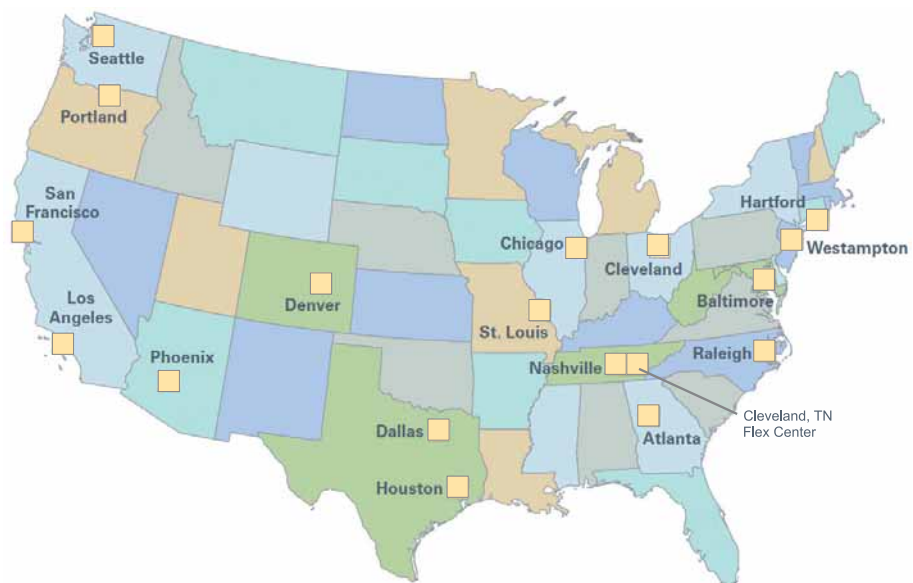 Seattle
Portland
San
Francisco
Los
Angeles
Phoenix
Denver
Dallas
Houston
Chicago
St. Louis
Nashville
Cleveland
Hartford
Westampton
Baltimore
Raleigh
Atlanta
Cleveland, TN
Flex Center